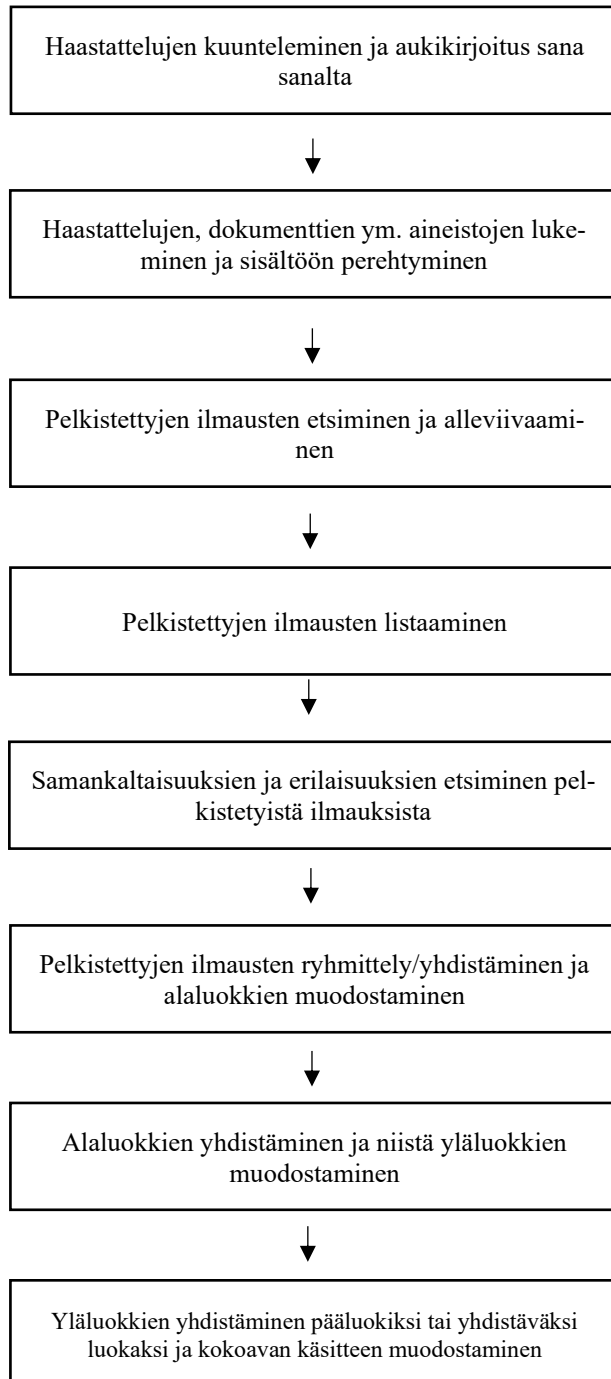 Haastattelujen kuunteleminen ja aukikirjoitus sana
sanalta
Haastattelujen, dokumenttien ym. aineistojen luke-
minen ja sisältöön perehtyminen
Pelkistettyjen ilmausten etsiminen ja alleviivaami-
nen
Pelkistettyjen ilmausten listaaminen
Samankaltaisuuksien ja erilaisuuksien etsiminen pel-
kistetyistä ilmauksista
Pelkistettyjen ilmausten ryhmittely/yhdistäminen ja
alaluokkien muodostaminen
Alaluokkien yhdistäminen ja niistä yläluokkien
muodostaminen
Yläluokkien yhdistäminen pääluokiksi tai yhdistäväksi
luokaksi ja kokoavan käsitteen muodostaminen